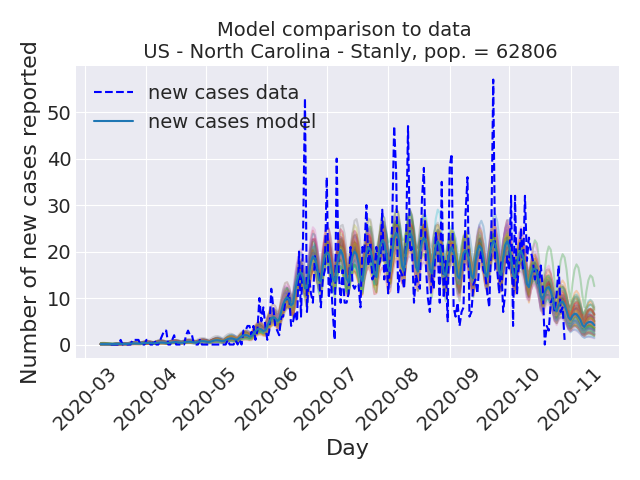 Model comparison to data
US - North Carolina - Stanly, pop. = 62806
Number of new cases reported
50
40
30
20
10
0
new cases data
new cases model
2020-03
2020-04
2020-05
2020-06
2020-07
2020-08
2020-09
2020-10
2020-11
Day